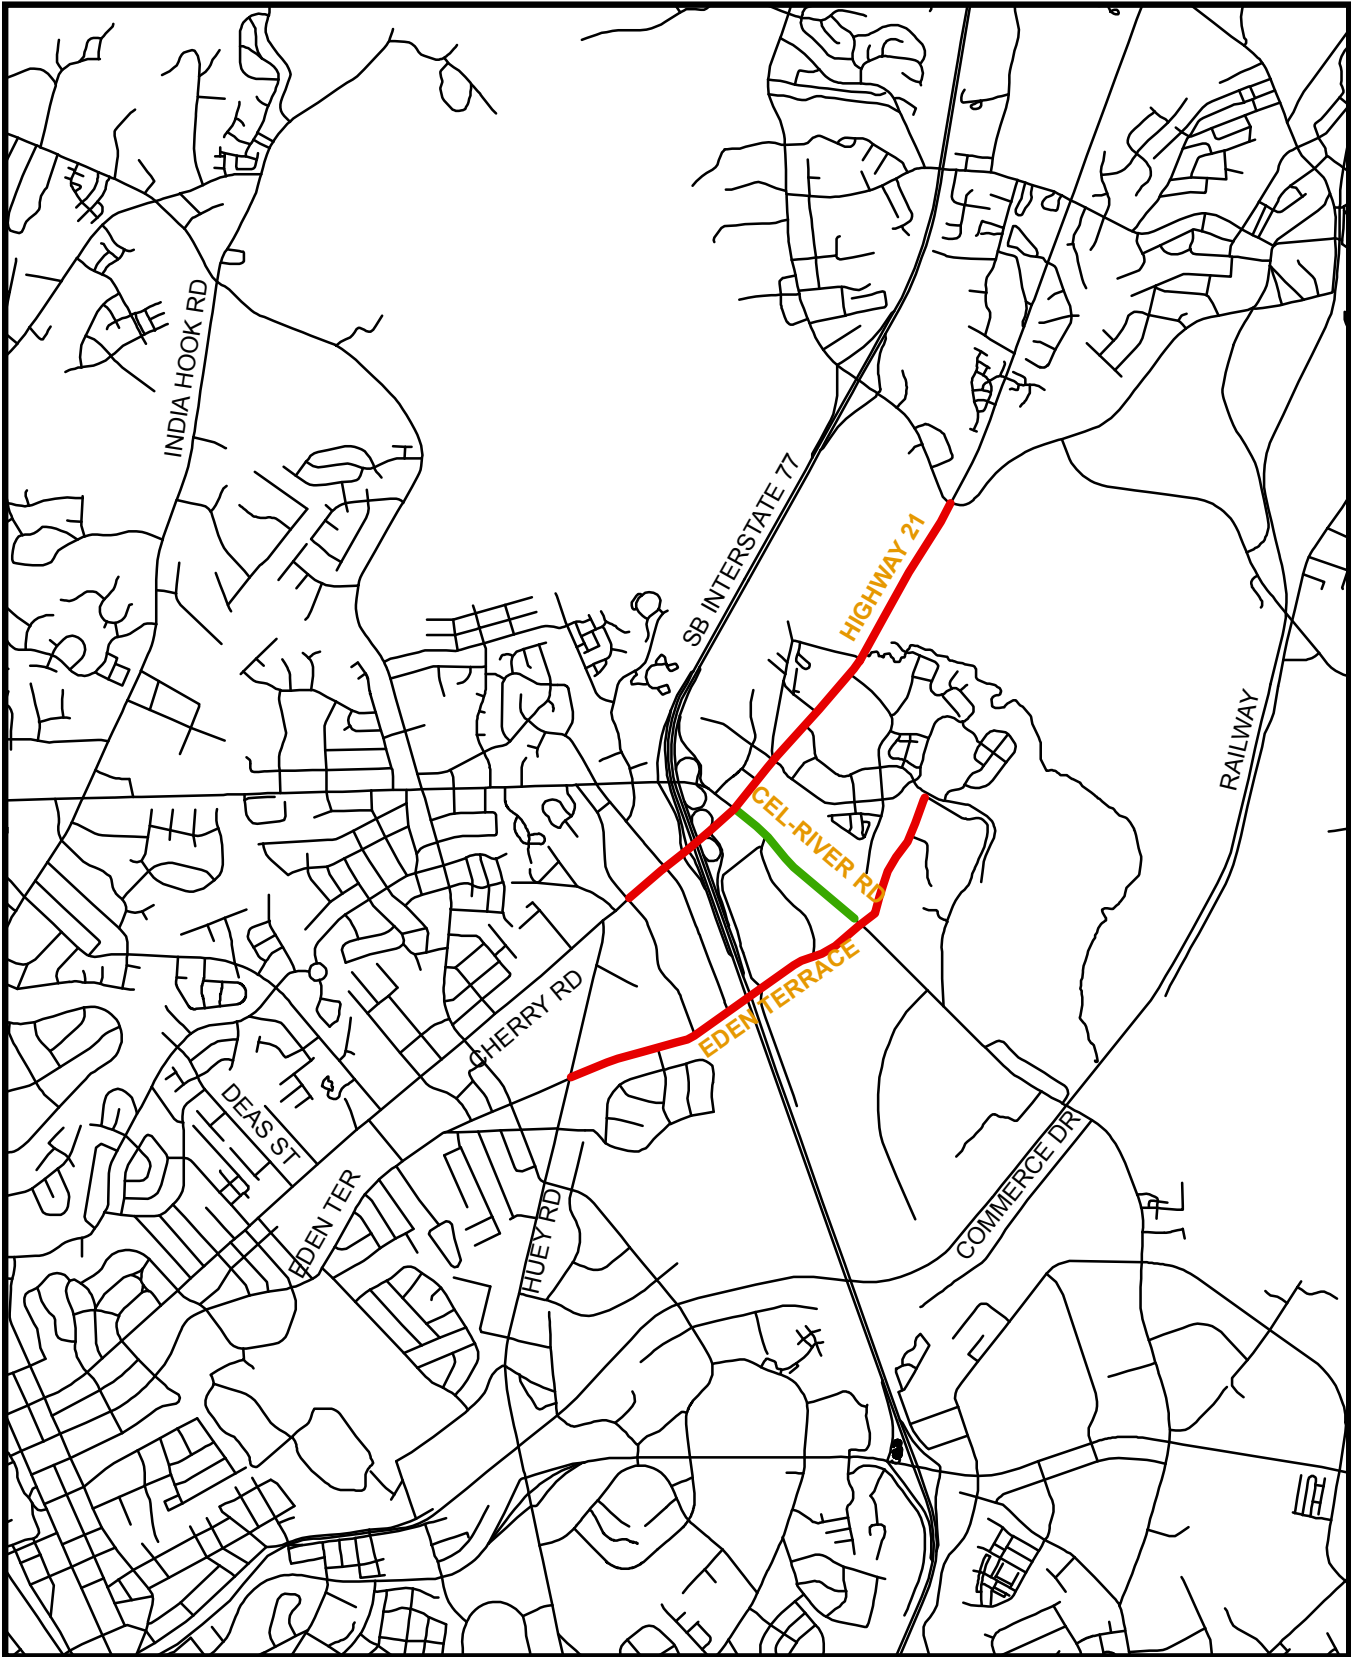 INDIA HOOK RD
SB INTERSTATE 77
HIGHWAY 21
RAILWAY
CEL-RIVER RD
EDEN TERRACE
CHERRY RD
DEAS ST
EDEN TER
HUEY RD
COMMERCE DR